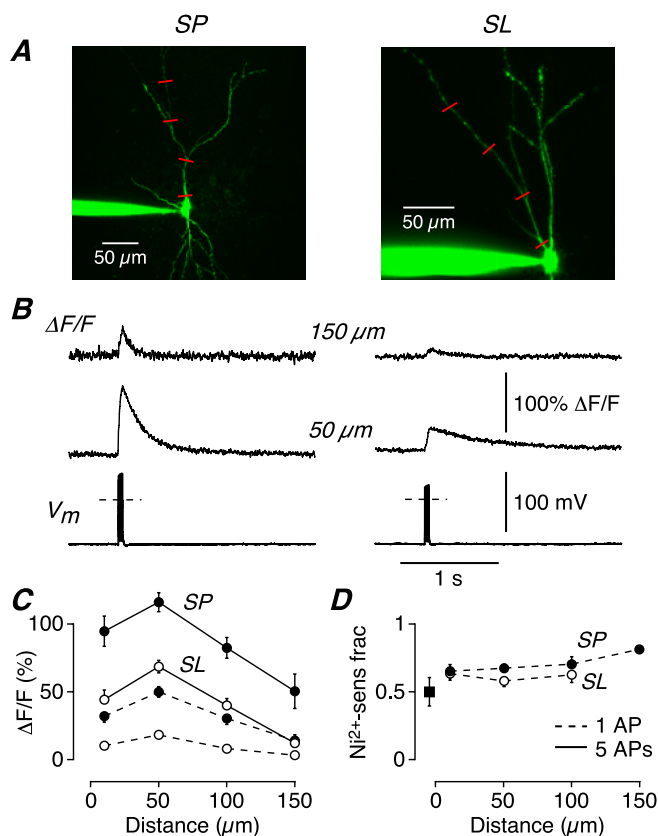 SP
SL
A
50 µm
50 µm
B
ΔF/F
150 µm
100% ΔF/F
50 µm
Vm
100 mV
1 s
C
D
100
50
0
ΔF/F (%)
SP
SL
0 50 100 150
Distance (µm)
1
0.5
0
Ni2+-sens frac
SP
SL
1 AP
5 APs
0 50 100 150
Distance (µm)